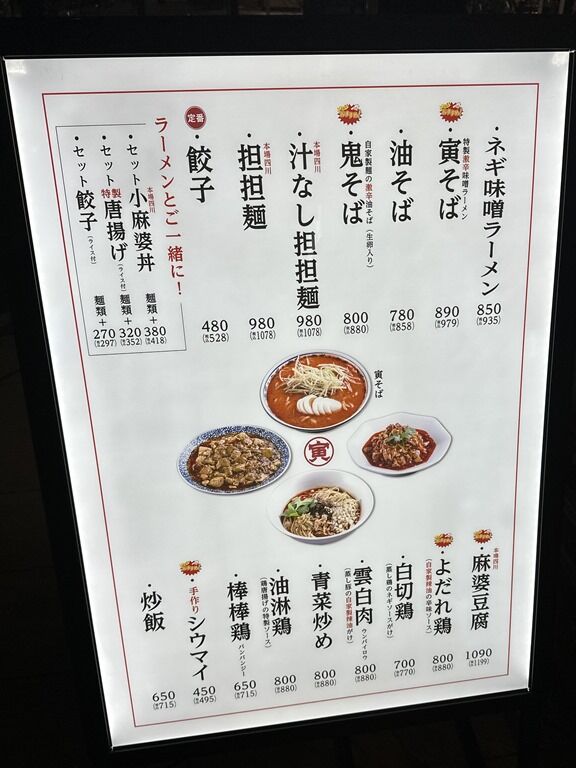 ・ネギ味噌ラーメン
850
(税込935)
特製激辛味噌ラーメン
・寅そば
890
(税込979)
・油そば
780
(税込858)
自家製麺の激辛油そば(生卵入り)
・鬼そば
800
(税込880)
本場四川
・汁なし担担麺
980
(税込1078)
本場四川
・担担麺
980
(税込1078)
定番
・餃子
480
(税込528)
ラーメンとご一緒に!
本場四川
・セット小麻婆丼
麺類+380
(税込418)
・セット特製唐揚げ(ライス付)
麺類+320
(税込352)
・セット餃子(ライス付)
麺類+270
(税込297)
寅そば
寅
本場四川
・麻婆豆腐
1090
(税込1199)
・よだれ鶏
(自家製辣油の辛味ソース)
800
(税込880)
・白切鶏
(蒸し鶏のネギソースがけ)
700
(税込770)
・雲白肉ウンパイロウ
(蒸し豚の自家製辣油がけ)
800
(税込880)
・青菜炒め
800
(税込880)
・油淋鶏
(鶏唐揚げの特製ソース)
800
(税込880)
・棒棒鶏バンバンジー
650
(税込715)
・手作りシウマイ
450
(税込495)
・炒飯
650
(税込715)